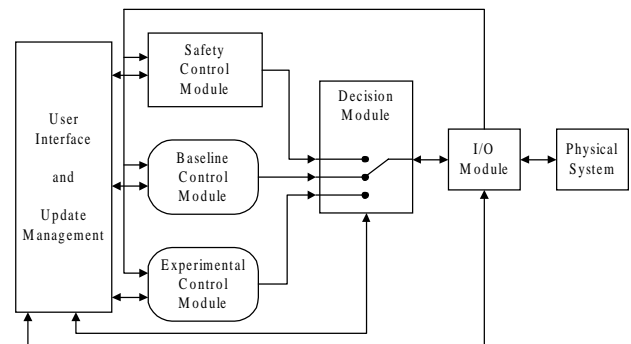 User
Interface
and
Update
Management
Safety
Control
Module
Baseline
Control
Module
Experimental
Control
Module
Decision
Module
I/O
Module
Physical
System